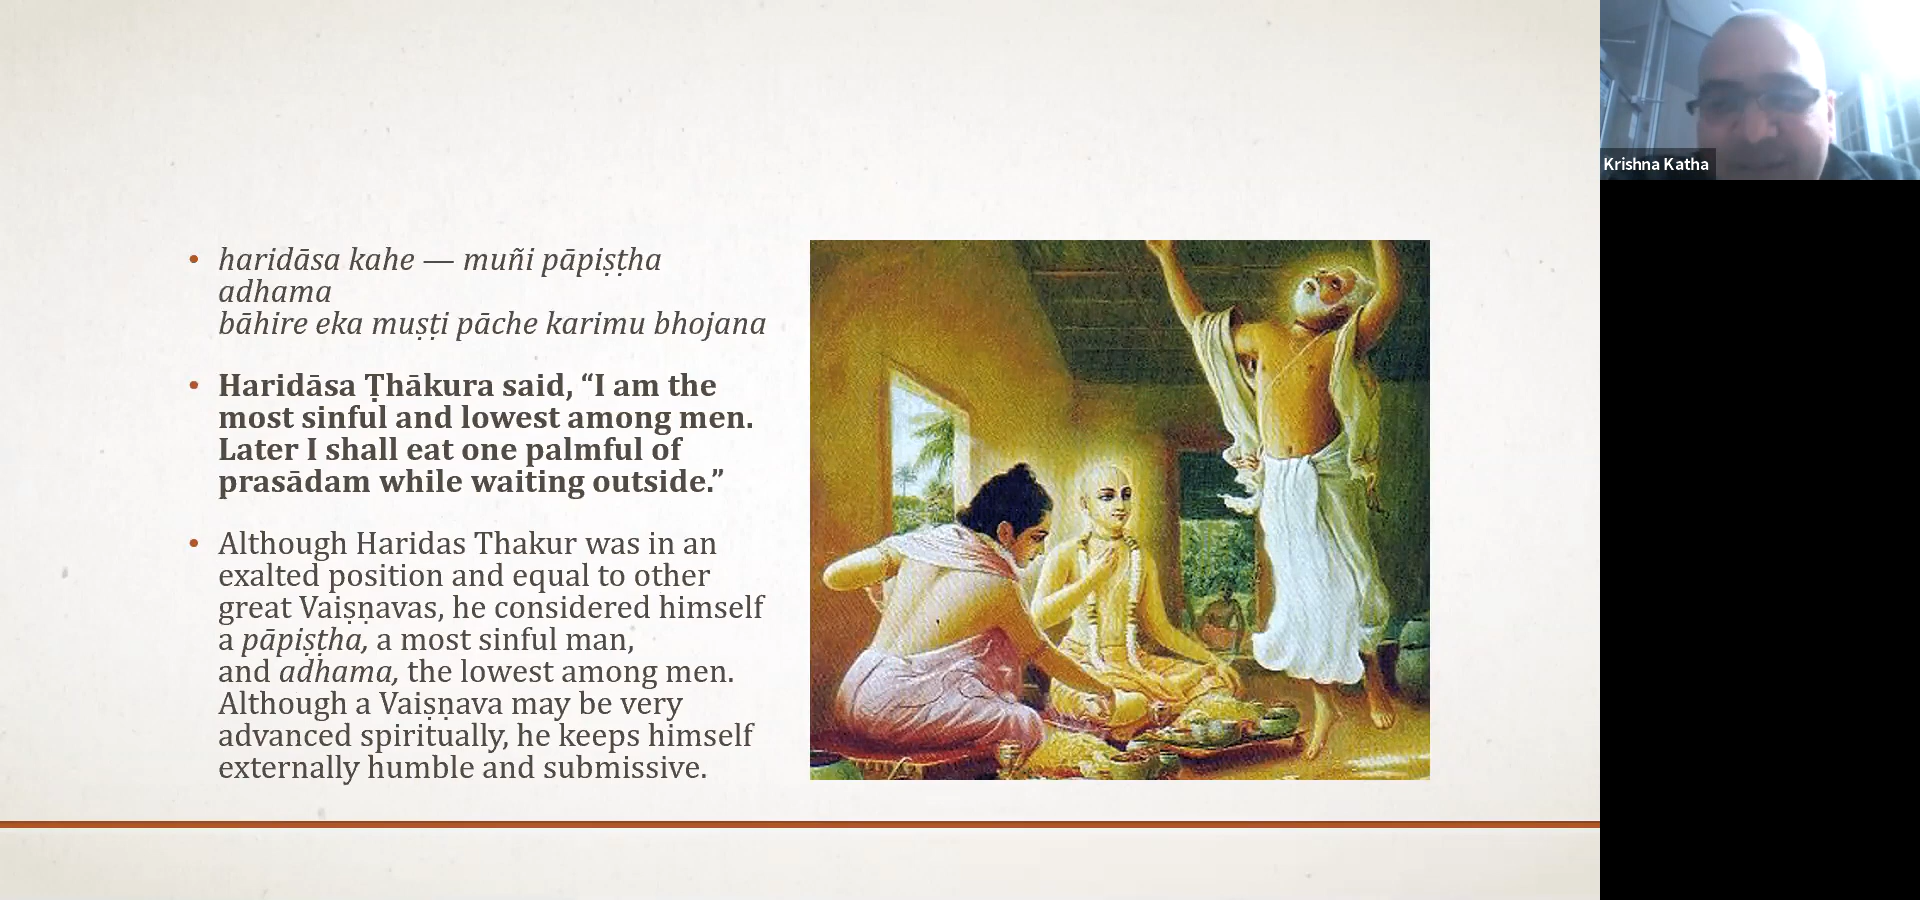 haridāsa kahe — muñi pāpiṣṭha
adhama
bāhire eka muṣṭi pāche karimu bhojana
Haridāsa Ṭhākura said, “I am the
most sinful and lowest among men.
Later I shall eat one palmful of
prasādam while waiting outside.”
Although Haridas Thakur was in an
exalted position and equal to other
great Vaiṣṇavas, he considered himself
a pāpiṣṭha, a most sinful man,
and adhama, the lowest among men.
Although a Vaiṣṇava may be very
advanced spiritually, he keeps himself
externally humble and submissive.
Krishna Katha